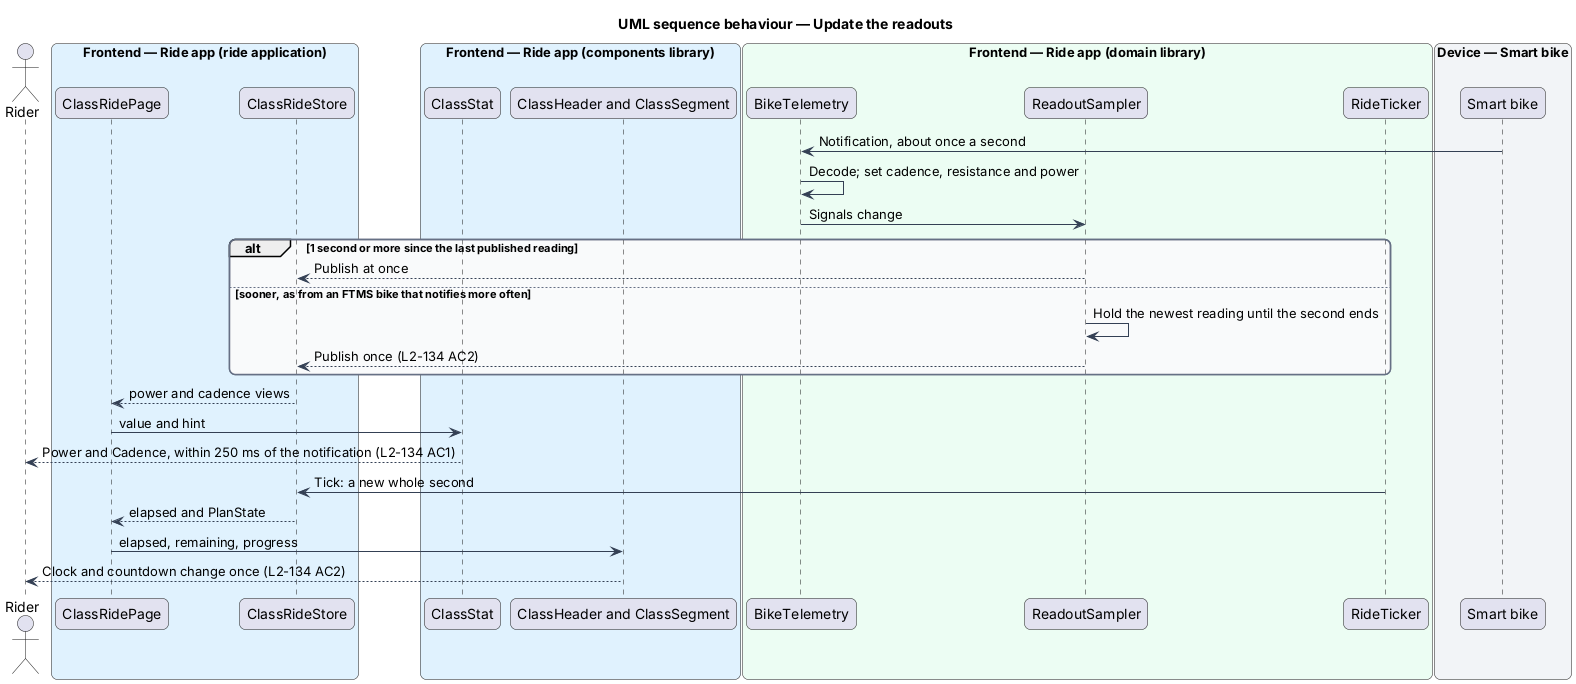 UML sequence behaviour — Update the readouts
Frontend — Ride app (ride application)
Frontend — Ride app (components library)
Frontend — Ride app (domain library)
Device — Smart bike
Rider
ClassRidePage
ClassRideStore
ClassStat
ClassHeader and ClassSegment
BikeTelemetry
ReadoutSampler
RideTicker
Smart bike
Notification, about once a second
Decode; set cadence, resistance and power
Signals change
alt
[1 second or more since the last published reading]
Publish at once
[sooner, as from an FTMS bike that notifies more often]
Hold the newest reading until the second ends
Publish once (L2-134 AC2)
power and cadence views
value and hint
Power and Cadence, within 250 ms of the notification (L2-134 AC1)
Tick: a new whole second
elapsed and PlanState
elapsed, remaining, progress
Clock and countdown change once (L2-134 AC2)
Rider
ClassRidePage
ClassRideStore
ClassStat
ClassHeader and ClassSegment
BikeTelemetry
ReadoutSampler
RideTicker
Smart bike